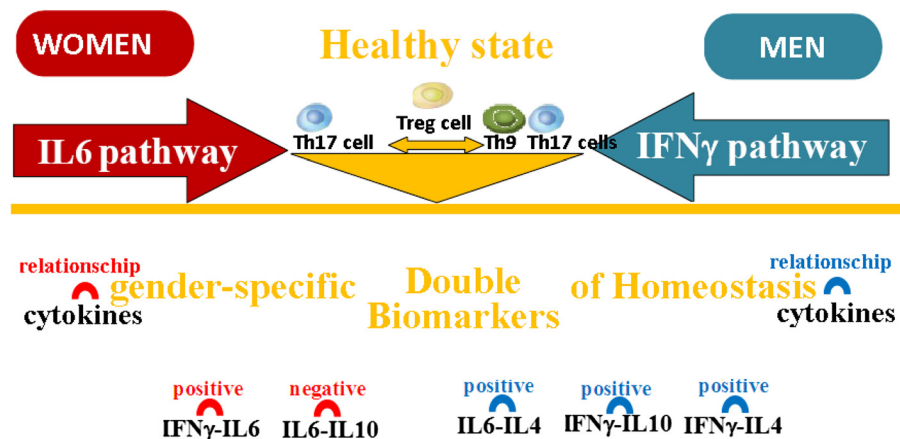 WOMEN
Healthy state
MEN
IL6 pathway
Th17 cell
Treg cell
Th9
Th17 cells
IFNγ pathway
relationschip
cytokines
gender-specific
Double
Biomarkers
of Homeostasis
relationschip
cytokines
positive
IFNγ-IL6
negative
IL6-IL10
positive
IL6-IL4
positive
IFNγ-IL10
positive
IFNγ-IL4